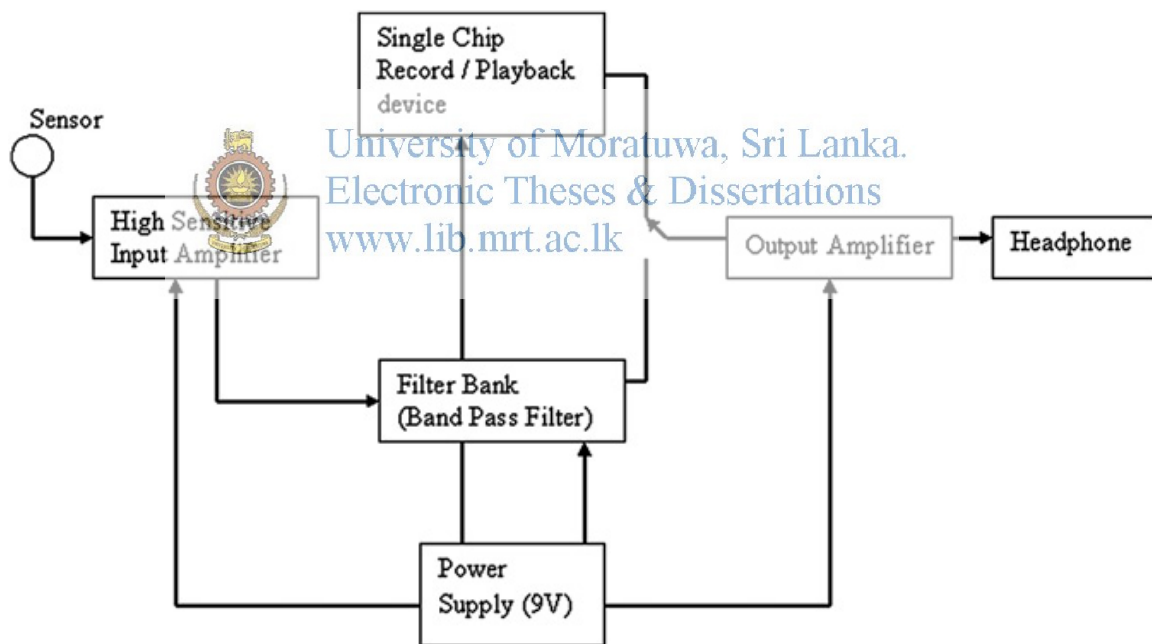 Single Chip
Record / Playback
device
Sensor
University of Moratuwa, Sri Lanka.
Electronic Theses & Dissertations
www.lib.mrt.ac.lk
High Sensitive
Input Amplifier
Output Amplifier
Headphone
Filter Bank
(Band Pass Filter)
Power
Supply (9V)